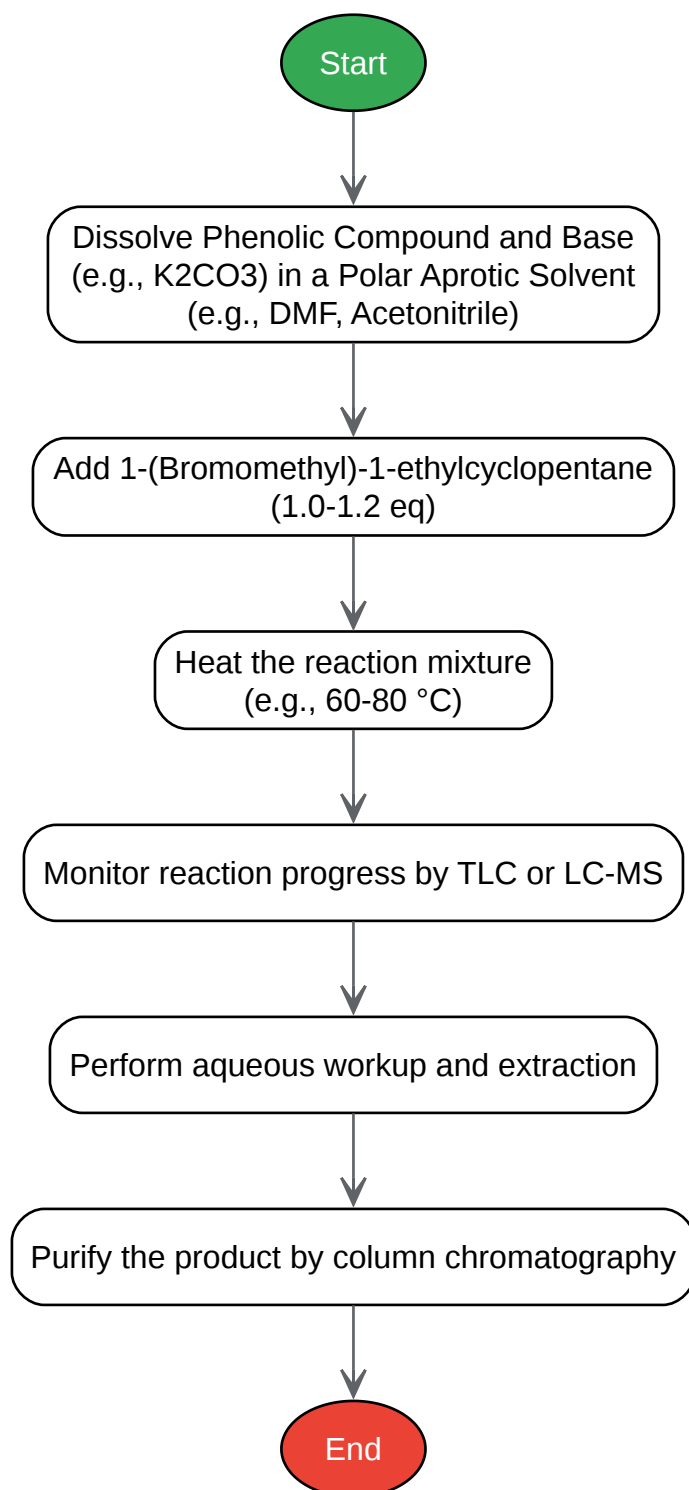 Start
Dissolve Phenolic Compound and Base
(e.g., K2CO3) in a Polar Aprotic Solvent
(e.g., DMF, Acetonitrile)
Add 1-(Bromomethyl)-1-ethylcyclopentane
(1.0-1.2 eq)
Heat the reaction mixture
(e.g., 60-80 °C)
Monitor reaction progress by TLC or LC-MS
Perform aqueous workup and extraction
Purify the product by column chromatography
End